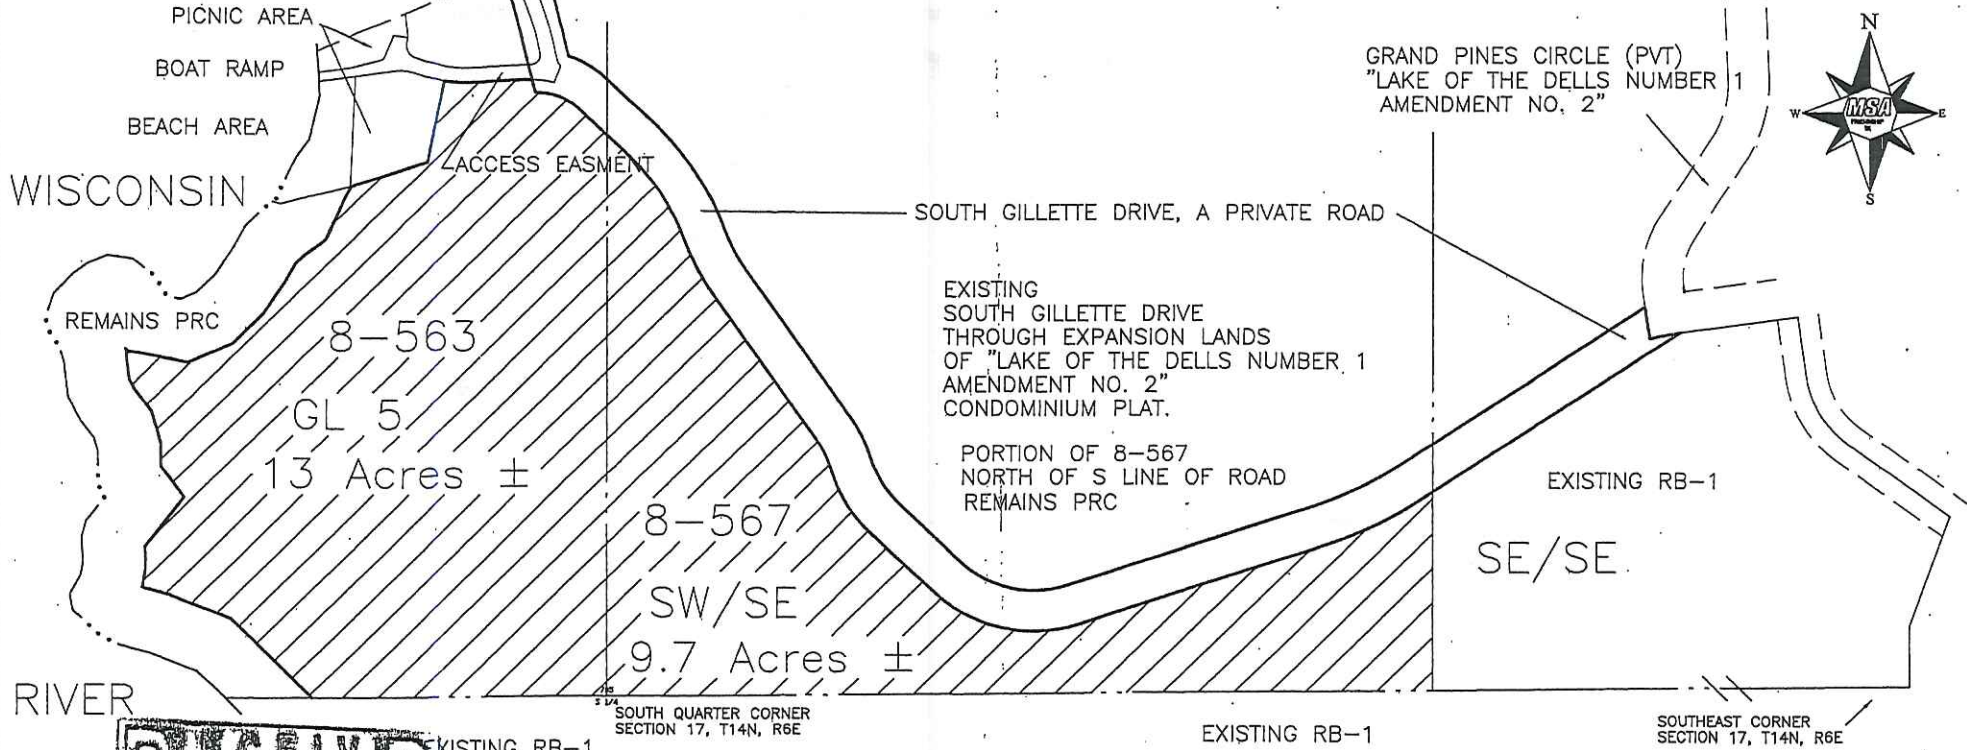 PICNIC AREA
BOAT RAMP
BEACH AREA
ACCESS EASMENT
WISCONSIN
REMAINS PRC
8-563
GL 5
13 Acres ±
8-567
SW/SE
9.7 Acres ±
RIVER
GRAND PINES CIRCLE (PVT)
"LAKE OF THE DELLS NUMBER 1
AMENDMENT NO. 2"
N
W
MSA
E
S
SOUTH GILLETTE DRIVE, A PRIVATE ROAD
EXISTING
SOUTH GILLETTE DRIVE
THROUGH EXPANSION LANDS
OF "LAKE OF THE DELLS NUMBER 1
AMENDMENT NO. 2"
CONDOMINIUM PLAT.
PORTION OF 8-567
NORTH OF S LINE OF ROAD
REMAINS PRC
EXISTING RB-1
SE/SE
S 1/4
SOUTH QUARTER CORNER
SECTION 17, T14N, R6E
EXISTING RB-1
EXISTING RB-1
SOUTHEAST CORNER
SECTION 17, T14N, R6E